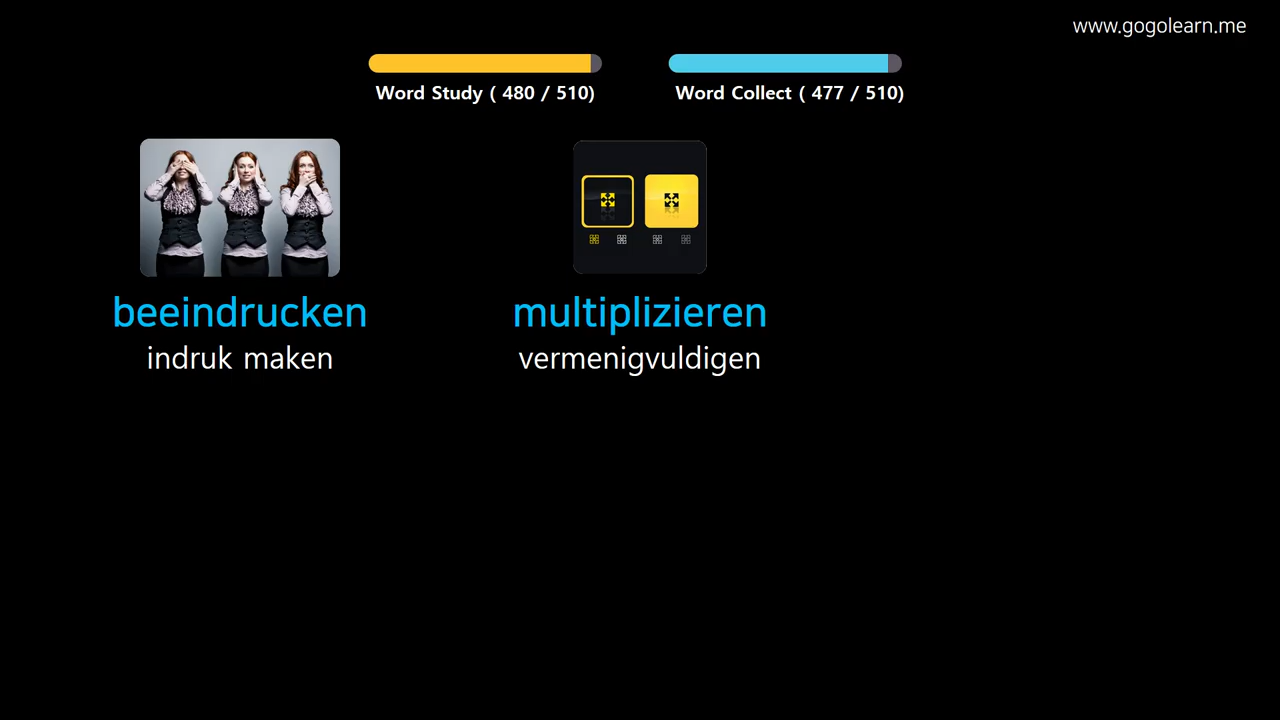 www.gogolearn.me
Word Study ( 480 / 510)
Word Collect ( 477 / 510)
beeindrucken
indruk maken
multiplizieren
vermenigvuldigen